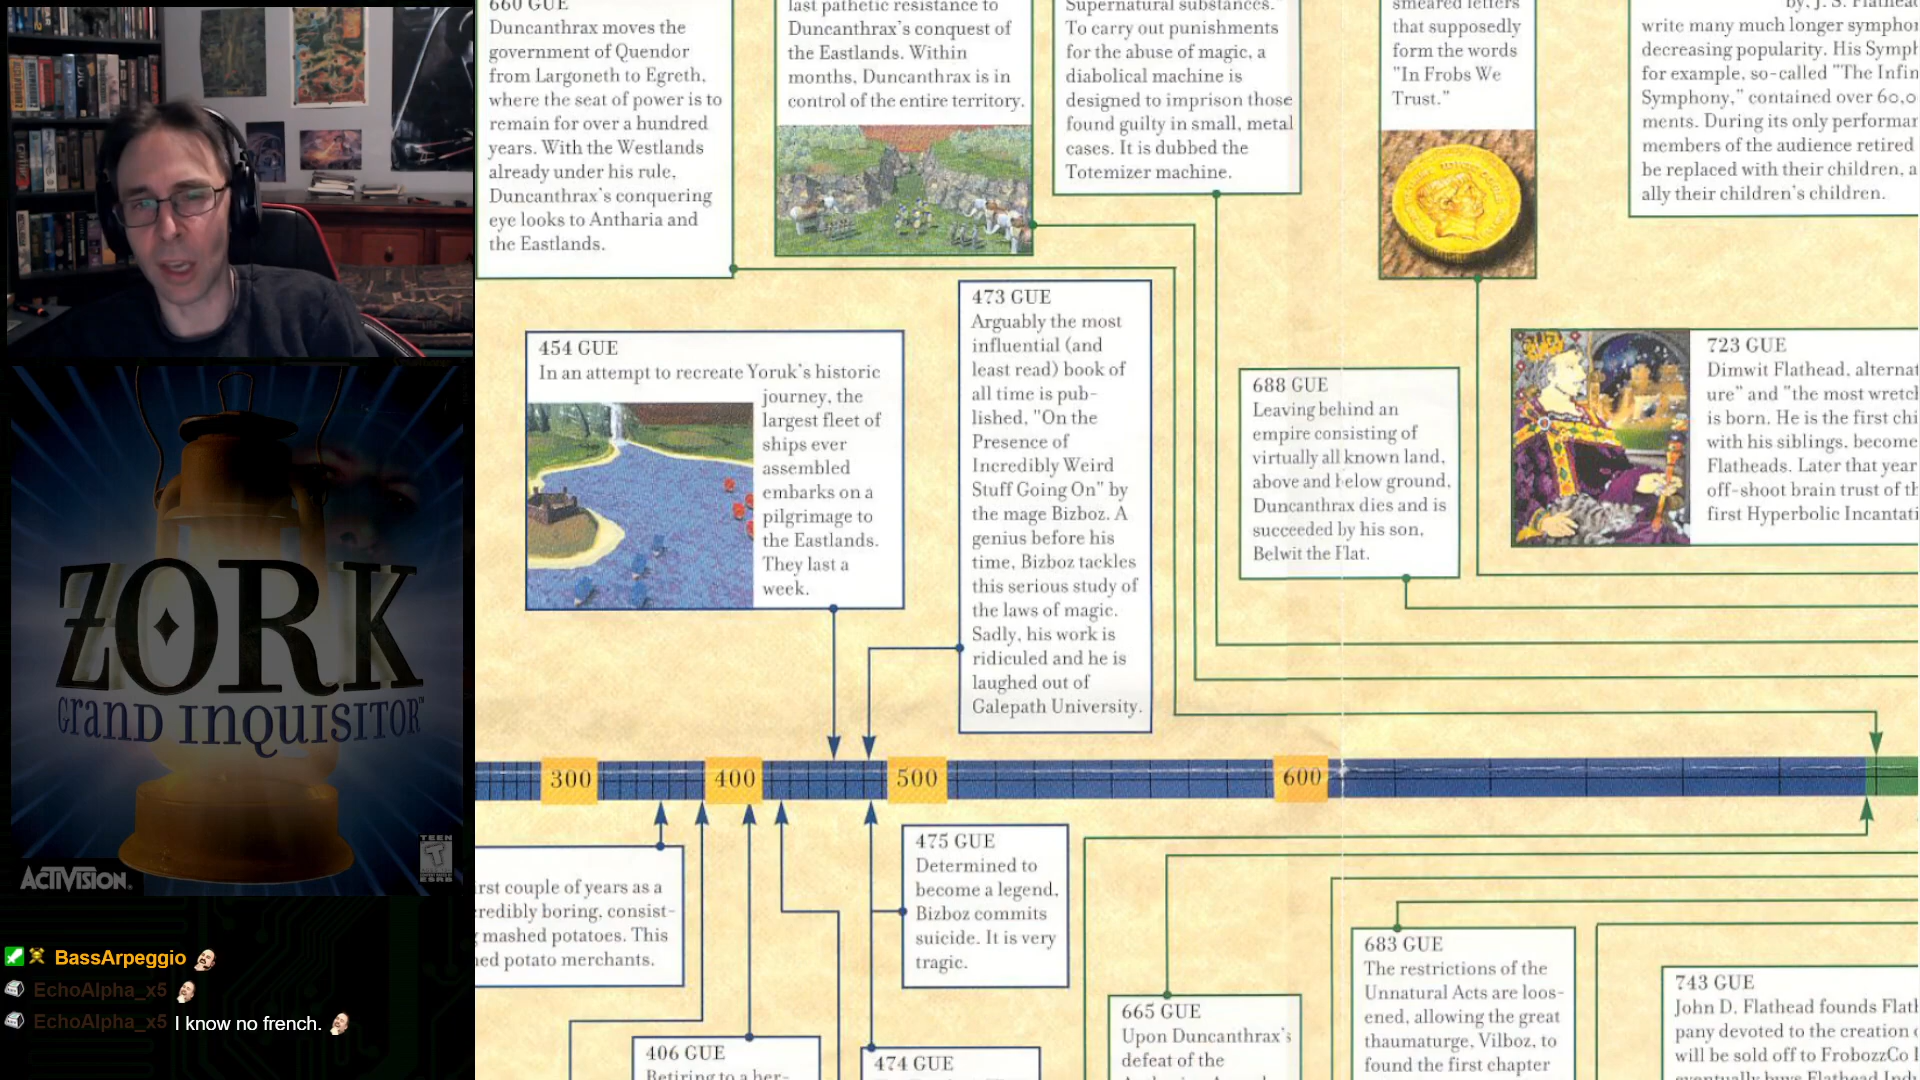 660 GUE
Duncanthrax moves the
government of Quendor
from Largoneth to Egreth,
where the seat of power is to
remain for over a hundred
years. With the Westlands
already under his rule,
Duncanthrax's conquering
eye looks to Antharia and
the Eastlands.
last pathetic resistance to
Duncanthrax's conquest of
the Eastlands. Within
months, Duncanthrax is in
control of the entire territory.
Supernatural substances."
To carry out punishments
for the abuse of magic, a
diabolical machine is
designed to imprison those
found guilty in small, metal
cases. It is dubbed the
Totemizer machine.
smeared letters
that supposedly
form the words
"In Frobs We
Trust."
by, J. S. Flathead
write many much longer symphon
decreasing popularity. His Symph
for example, so-called "The Infin
Symphony," contained over 60,0
ments. During its only performan
members of the audience retired
be replaced with their children, a
ally their children's children.
454 GUE
In an attempt to recreate Yoruk's historic
journey, the
largest fleet of
ships ever
assembled
embarks on a
pilgrimage to
the Eastlands.
They last a
week.
473 GUE
Arguably the most
influential (and
least read) book of
all time is pub-
lished, "On the
Presence of
Incredibly Weird
Stuff Going On" by
the mage Bizboz. A
genius before his
time, Bizboz tackles
this serious study of
the laws of magic.
Sadly, his work is
ridiculed and he is
laughed out of
Galepath University.
688 GUE
Leaving behind an
empire consisting of
virtually all known land,
above and below ground,
Duncanthrax dies and is
succeeded by his son,
Belwit the Flat.
723 GUE
Dimwit Flathead, alternat
ure" and "the most wretch
is born. He is the first chi
with his siblings, become
Flatheads. Later that year
off-shoot brain trust of th
first Hyperbolic Incantati
300
400
500
600
irst couple of years as a
redibly boring, consist-
mashed potatoes. This
hed potato merchants.
475 GUE
Determined to
become a legend,
Bizboz commits
suicide. It is very
tragic.
406 GUE
Retiring to a her-
474 GUE
665 GUE
Upon Duncanthrax's
defeat of the
683 GUE
The restrictions of the
Unnatural Acts are loos-
ened, allowing the great
thaumaturge, Vilboz, to
found the first chapter
743 GUE
John D. Flathead founds Flath
pany devoted to the creation o
will be sold off to FrobozzCo I
eventually buys Flathead Indu
ZORK
GRAND INQUISITOR™
ACTIVISION.
TEEN
T
ESRB
BassArpeggio
EchoAlpha_x5
EchoAlpha_x5 I know no french.